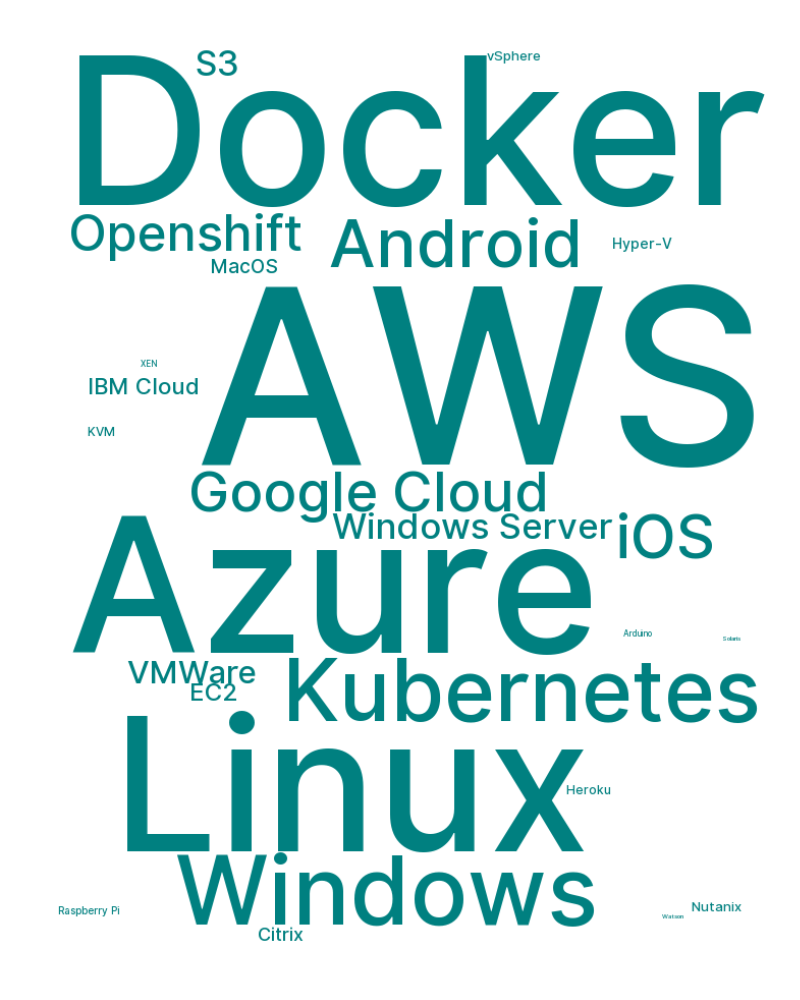 S3
vSphere
Docker
Openshift
Android
Hyper-V
MacOS
AWS
XEN
IBM Cloud
KVM
Google Cloud
Windows Server
iOS
Azure
Arduino
Solaris
VMWare
Kubernetes
EC2
Linux
Heroku
Windows
Raspberry Pi
Nutanix
Watson
Citrix